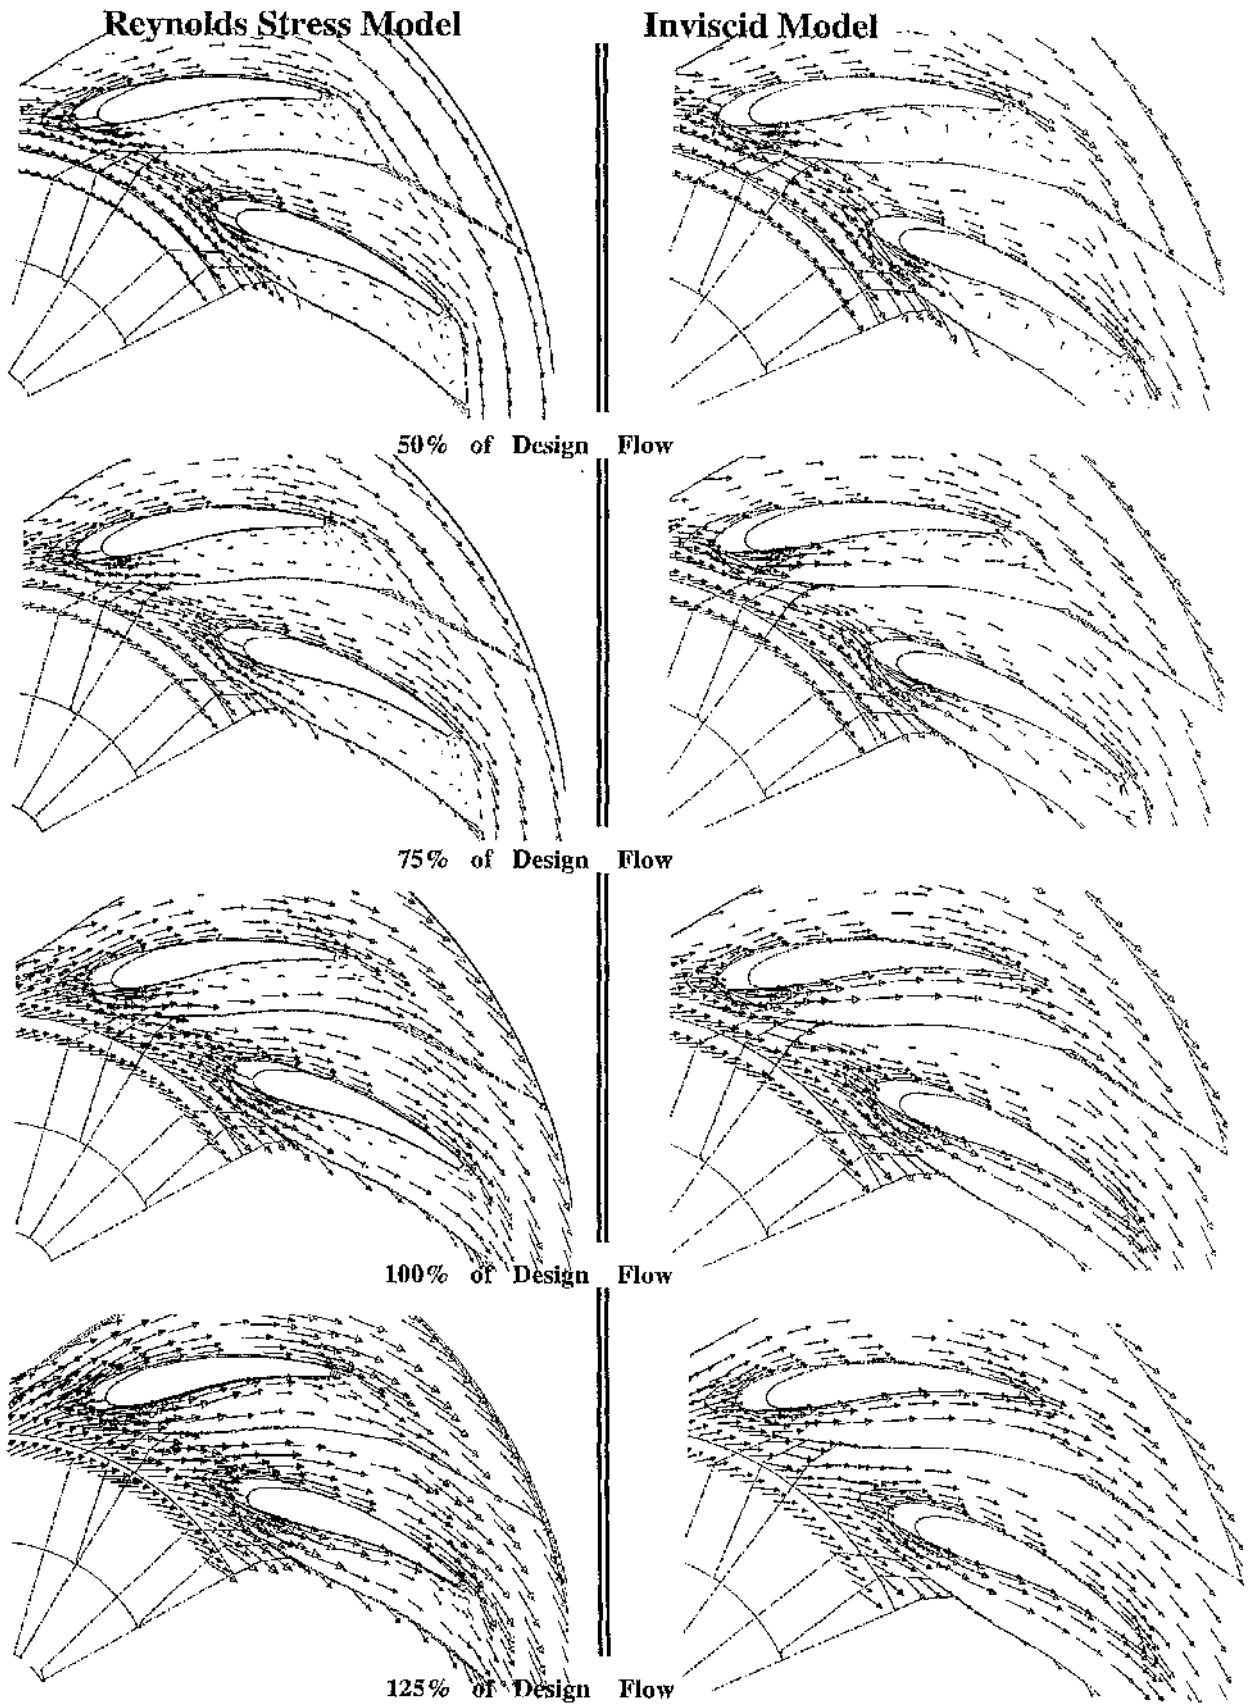 Reynolds Stress Model Inviscid Model
50% of Design Flow
75% of Design Flow
100% of Design Flow
125% of Design Flow